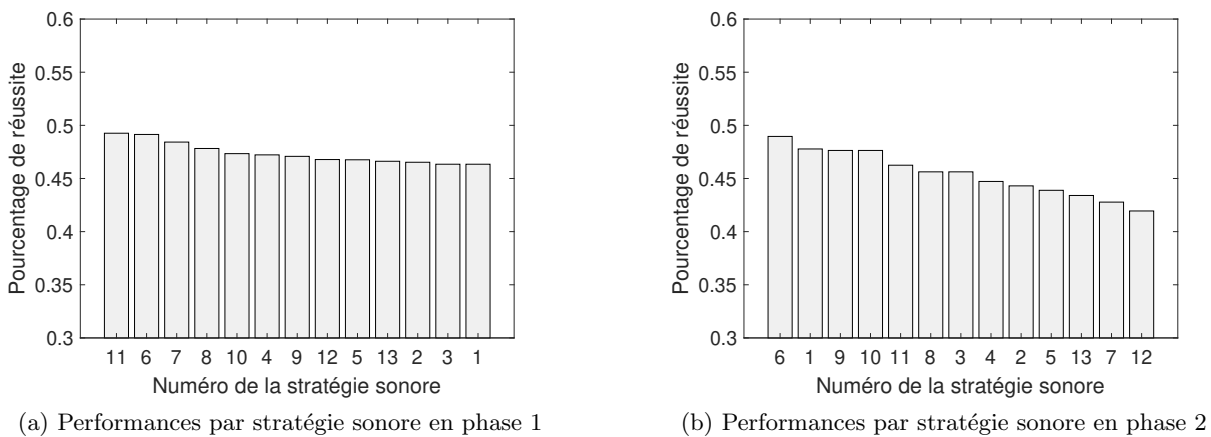 0.6
0.55
0.5
0.45
0.4
0.35
0.3
Pourcentage de réussite
11 6 7 8 10 4 9 12 5 13 2 3 1
Numéro de la stratégie sonore
(a) Performances par stratégie sonore en phase 1
0.6
0.55
0.5
0.45
0.4
0.35
0.3
Pourcentage de réussite
6 1 9 10 11 8 3 4 2 5 13 7 12
Numéro de la stratégie sonore
(b) Performances par stratégie sonore en phase 2